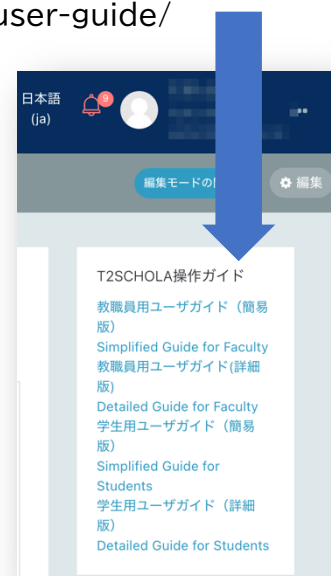 user-guide/
日本語
(ja)
9
編集モードの
編集
T2SCHOLA操作ガイド
教職員用ユーザガイド（簡易
版）
Simplified Guide for Faculty
教職員用ユーザガイド(詳細
版)
Detailed Guide for Faculty
学生用ユーザガイド（簡易
版）
Simplified Guide for
Students
学生用ユーザガイド（詳細
版）
Detailed Guide for Students